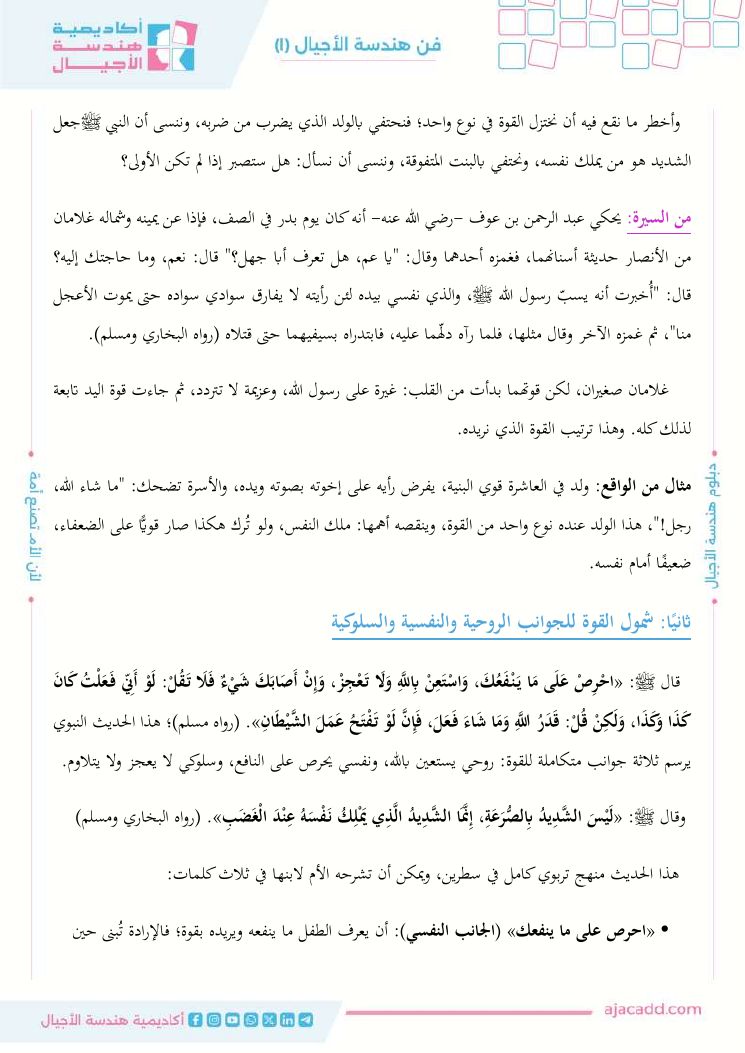 أكاديمية
هندسة
الأجيال
فن هندسة الأجيال (١)
وأخطر ما نقع فيه أن نختزل القوة في نوع واحد؛ فنحتفي بالولد الذي يضرب من ضربه، وننسى أن النبي ﷺ جعل
الشديد هو من يملك نفسه، ونحتفي بالبنت المتفوقة، وننسى أن نسأل: هل ستصبر إذا لم تكن الأولى؟
من السيرة: يحكي عبد الرحمن بن عوف –رضي الله عنه– أنه كان يوم بدر في الصف، فإذا عن يمينه وشماله غلامان
من الأنصار حديثة أسنانهما، فغمزه أحدهما وقال: "يا عم، هل تعرف أبا جهل؟" قال: نعم، وما حاجتك إليه؟
قال: "أُخبرت أنه يسبّ رسول الله ﷺ، والذي نفسي بيده لئن رأيته لا يفارق سوادي سواده حتى يموت الأعجل
منا"، ثم غمزه الآخر وقال مثلها، فلما رآه دلّهما عليه، فابتدراه بسيفيهما حتى قتلاه (رواه البخاري ومسلم).
غلامان صغيران، لكن قوتهما بدأت من القلب: غيرة على رسول الله، وعزيمة لا تتردد، ثم جاءت قوة اليد تابعة
لذلك كله. وهذا ترتيب القوة الذي نريده.
مثال من الواقع: ولد في العاشرة قوي البنية، يفرض رأيه على إخوته بصوته ويده، والأسرة تضحك: "ما شاء الله،
رجل!"، هذا الولد عنده نوع واحد من القوة، وينقصه أهمها: ملك النفس، ولو تُرك هكذا صار قويًّا على الضعفاء،
ضعيفًا أمام نفسه.
ثانيًا: شمول القوة للجوانب الروحية والنفسية والسلوكية
قال ﷺ: «احْرِصْ عَلَى مَا يَنْفَعُكَ، وَاسْتَعِنْ بِاللَّهِ وَلَا تَعْجِزْ، وَإِنْ أَصَابَكَ شَيْءٌ فَلَا تَقُلْ: لَوْ أَنِّي فَعَلْتُ كَانَ
كَذَا وَكَذَا، وَلَكِنْ قُلْ: قَدَرُ اللَّهِ وَمَا شَاءَ فَعَلَ، فَإِنَّ لَوْ تَفْتَحُ عَمَلَ الشَّيْطَانِ». (رواه مسلم)؛ هذا الحديث النبوي
يرسم ثلاثة جوانب متكاملة للقوة: روحي يستعين بالله، ونفسي يحرص على النافع، وسلوكي لا يعجز ولا يتلاوم.
وقال ﷺ: «لَيْسَ الشَّدِيدُ بِالصُّرَعَةِ، إِنَّمَا الشَّدِيدُ الَّذِي يَمْلِكُ نَفْسَهُ عِنْدَ الْغَضَبِ». (رواه البخاري ومسلم)
هذا الحديث منهج تربوي كامل في سطرين، ويمكن أن تشرحه الأم لابنها في ثلاث كلمات:
• «احرص على ما ينفعك» (الجانب النفسي): أن يعرف الطفل ما ينفعه ويريده بقوة؛ فالإرادة تُبنى حين
دبلوم هندسة الأجيال
لأن الأم تصنع أمة
أكاديمية هندسة الأجيال
ajacadd.com